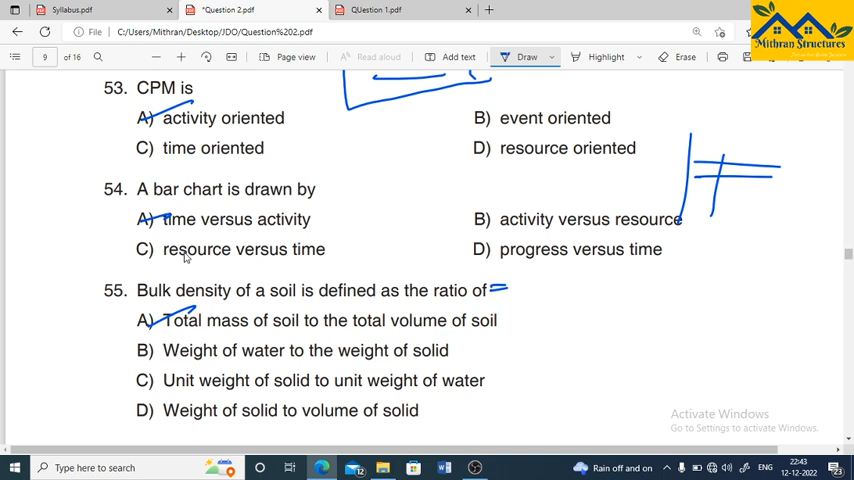 Syllabus.pdf
*Question 2.pdf
QUestion 1.pdf
File
C:/Users/Mithran/Desktop/JDO/Question%202.pdf
Mithran Structures
9 of 16
Page view
Read aloud
Add text
Draw
Highlight
Erase
53. CPM is
A) activity oriented
B) event oriented
C) time oriented
D) resource oriented
54. A bar chart is drawn by
A) time versus activity
B) activity versus resource
C) resource versus time
D) progress versus time
55. Bulk density of a soil is defined as the ratio of
A) Total mass of soil to the total volume of soil
B) Weight of water to the weight of solid
C) Unit weight of solid to unit weight of water
D) Weight of solid to volume of solid
Activate Windows
Go to Settings to activate Windows.
Type here to search
12
Rain off and on
ENG
22:43
12-12-2022
23